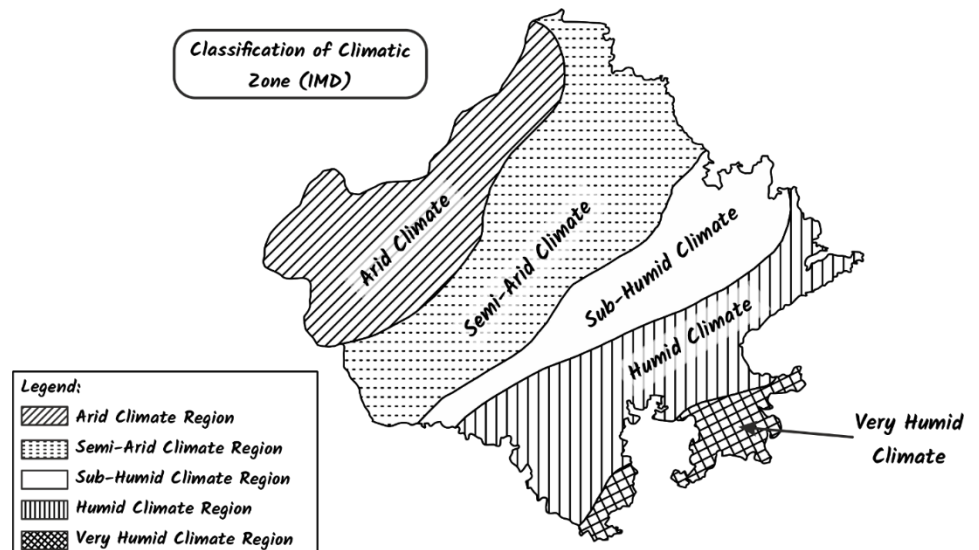 Classification of Climatic
Zone (IMD)
Arid Climate
Semi-Arid Climate
Sub-Humid Climate
Humid Climate
Very Humid
Climate
Legend:
Arid Climate Region
Semi-Arid Climate Region
Sub-Humid Climate Region
Humid Climate Region
Very Humid Climate Region